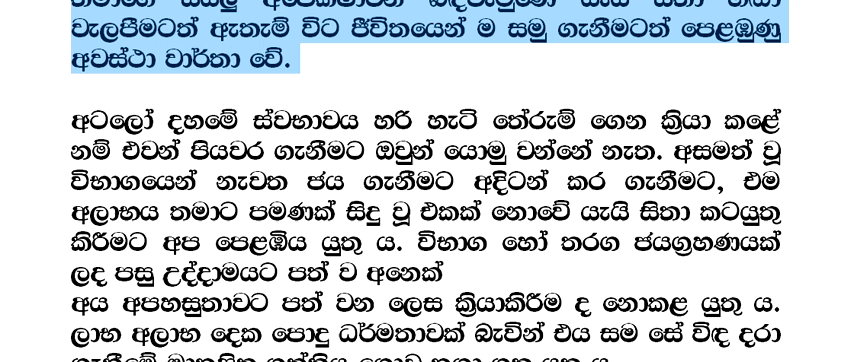 වැලපීමටත් ඇතැම් විට ජීවිතයෙන් ම සමු ගැනීමටත් පෙළඹුණු
අවස්ථා වාර්තා වේ.
අටලෝ දහමේ ස්වභාවය හරි හැටි තේරුම් ගෙන ක්‍රියා කළේ
නම් එවන් පියවර ගැනීමට ඔවුන් යොමු වන්නේ නැත. අසමත් වූ
විභාගයෙන් නැවත ජය ගැනීමට අදිටන් කර ගැනීමට, එම
අලාභය තමාට පමණක් සිදු වූ එකක් නොවේ යැයි සිතා කටයුතු
කිරීමට අප පෙළඹිය යුතු ය. විභාග හෝ තරග ජයග්‍රහණයක්
ලද පසු උද්දාමයට පත් ව අනෙක්
අය අපහසුතාවට පත් වන ලෙස ක්‍රියාකිරීම ද නොකළ යුතු ය.
ලාභ අලාභ දෙක පොදු ධර්මතාවක් බැවින් එය සම සේ විඳ දරා